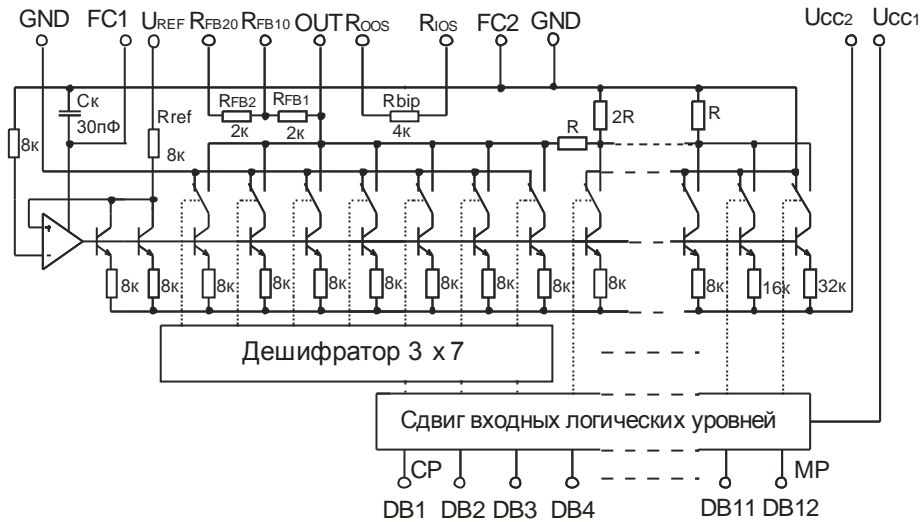 GND FC1 UREF RFB20 RFB10 OUT ROOS RIOS FC2 GND Ucc2 Ucc1
Cк
30пФ
Rref
8к
8к
RFB2
2к
RFB1
2к
Rbip
4к
R
2R
R
8к 8к 8к 8к 8к 8к 8к 8к 8к 8к 8к 16к 32к
Дешифратор 3 x 7
Сдвиг входных логических уровней
СР МР
DB1 DB2 DB3 DB4 DB11 DB12